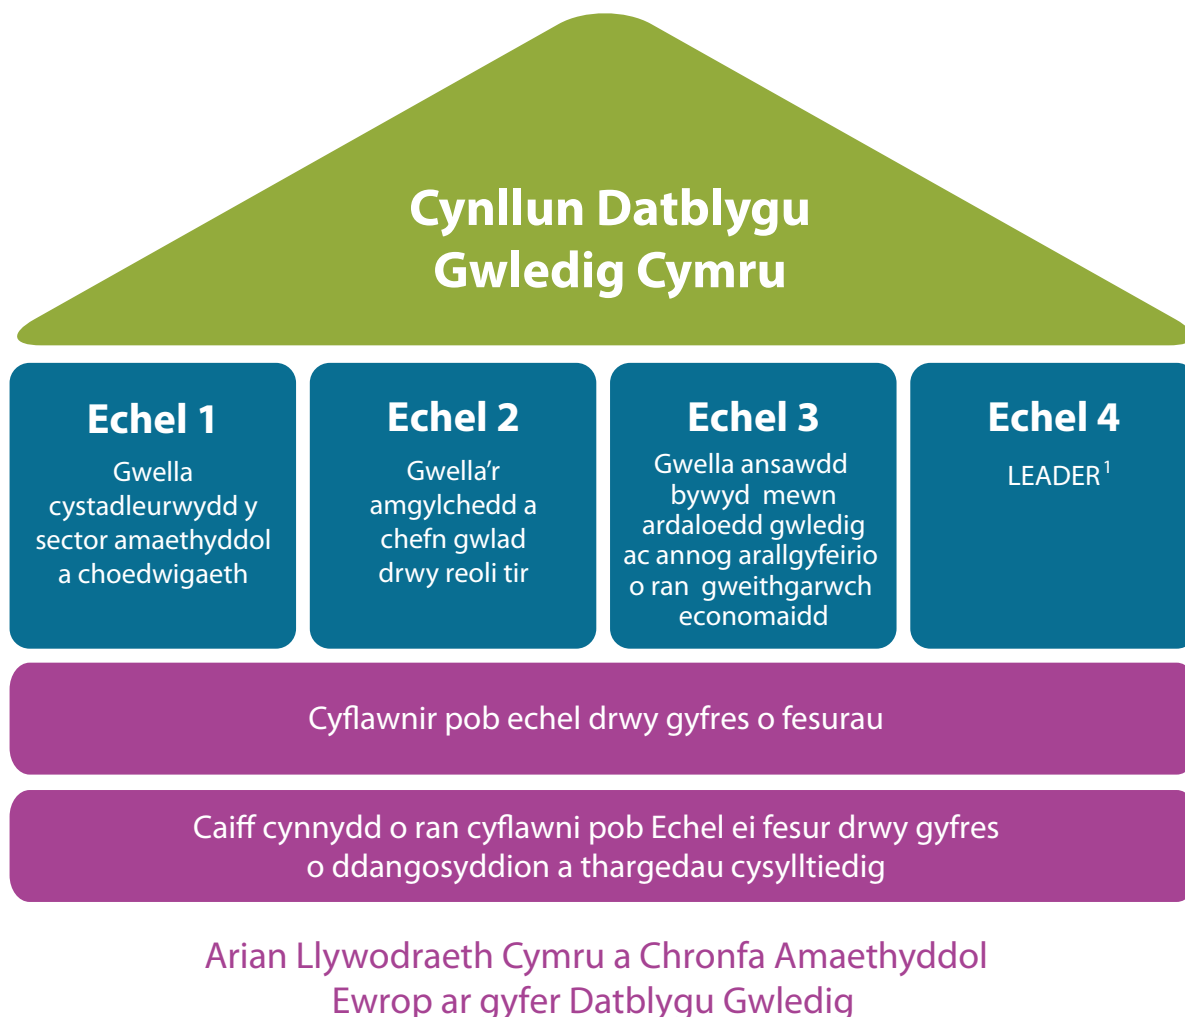 Cynllun Datblygu
Gwledig Cymru
Echel 1
Gwella
cystadleurwydd y
sector amaethyddol
a choedwigaeth
Echel 2
Gwella'r
amgylchedd a
chefn gwlad
drwy reoli tir
Echel 3
Gwella ansawdd
bywyd mewn
ardaloedd gwledig
ac annog arallgyfeirio
o ran gweithgarwch
economaidd
Echel 4
LEADER¹
Cyflawnir pob echel drwy gyfres o fesurau
Caiff cynnydd o ran cyflawni pob Echel ei fesur drwy gyfres
o ddangosyddion a thargedau cysylltiedig
Arian Llywodraeth Cymru a Chronfa Amaethyddol
Ewrop ar gyfer Datblygu Gwledig